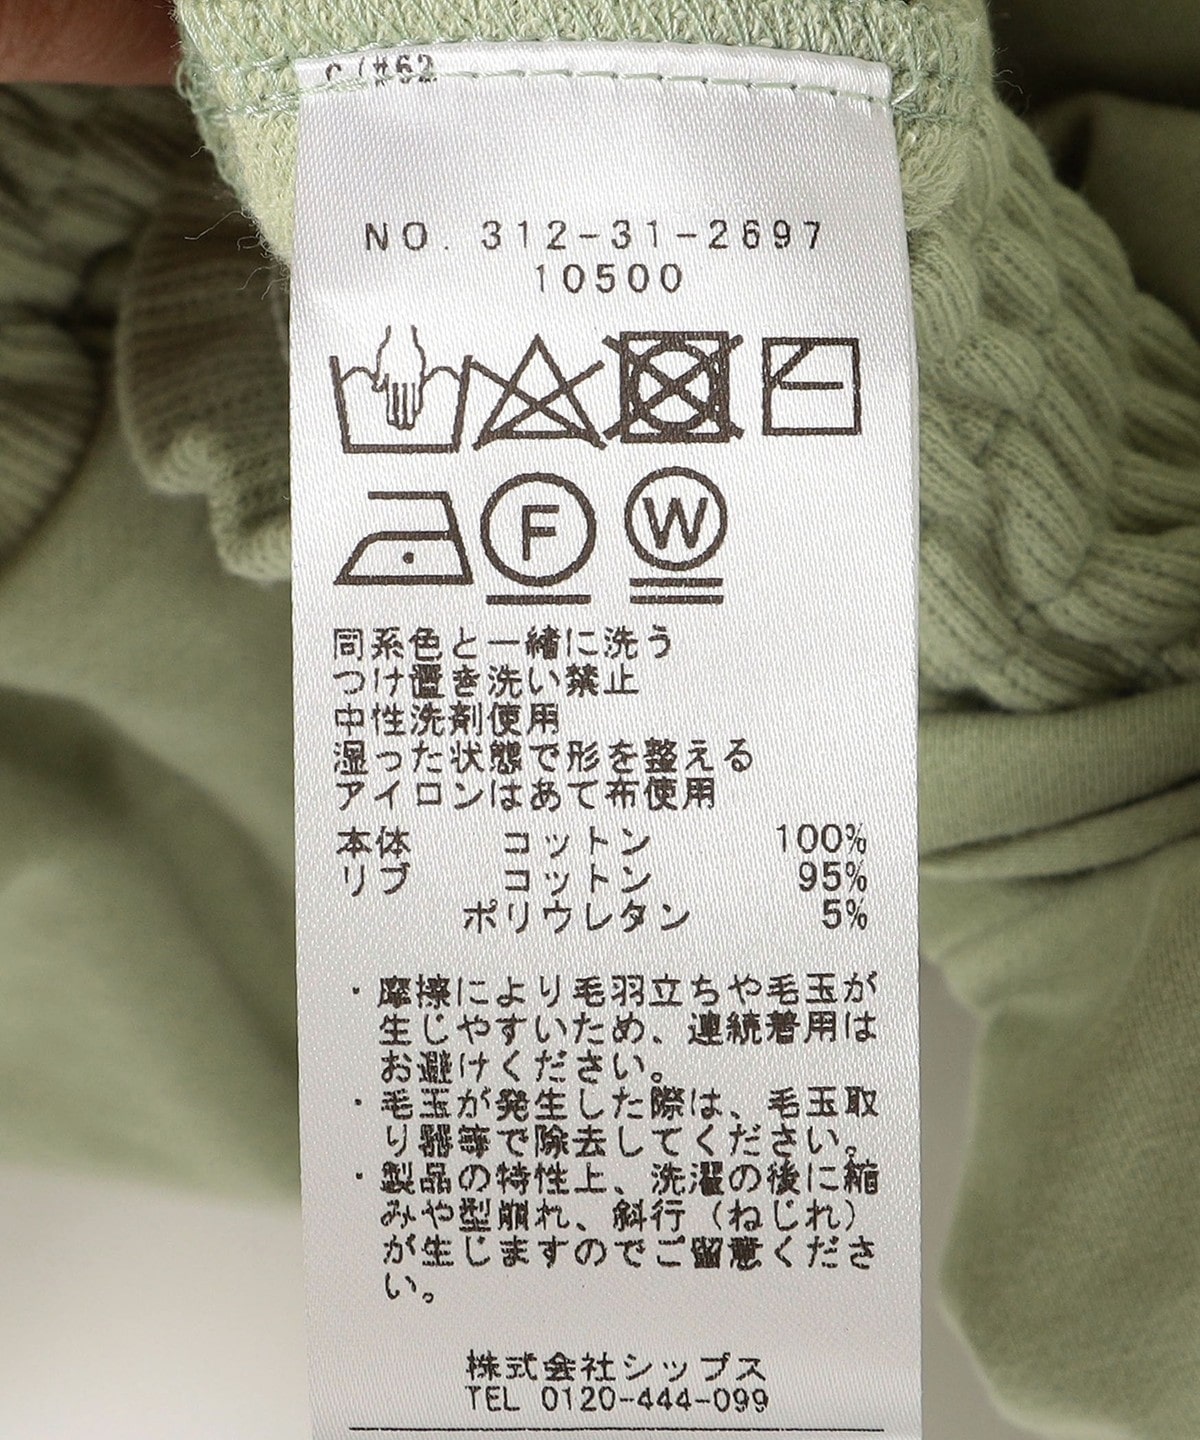 NO. 312-31-2697
10500
F W
同系色と一緒に洗う
つけ置き洗い禁止
中性洗剤使用
湿った状態で形を整える
アイロンはあて布使用
本体 コットン 100%
リブ コットン 95%
ポリウレタン 5%
・摩擦により毛羽立ちや毛玉が
生じやすいため、連続着用は
お避けください。
・毛玉が発生した際は、毛玉取
り器等で除去してください。
・製品の特性上、洗濯の後に縮
みや型崩れ、斜行（ねじれ）
が生じますのでご留意くださ
い。
株式会社シップス
TEL 0120-444-099